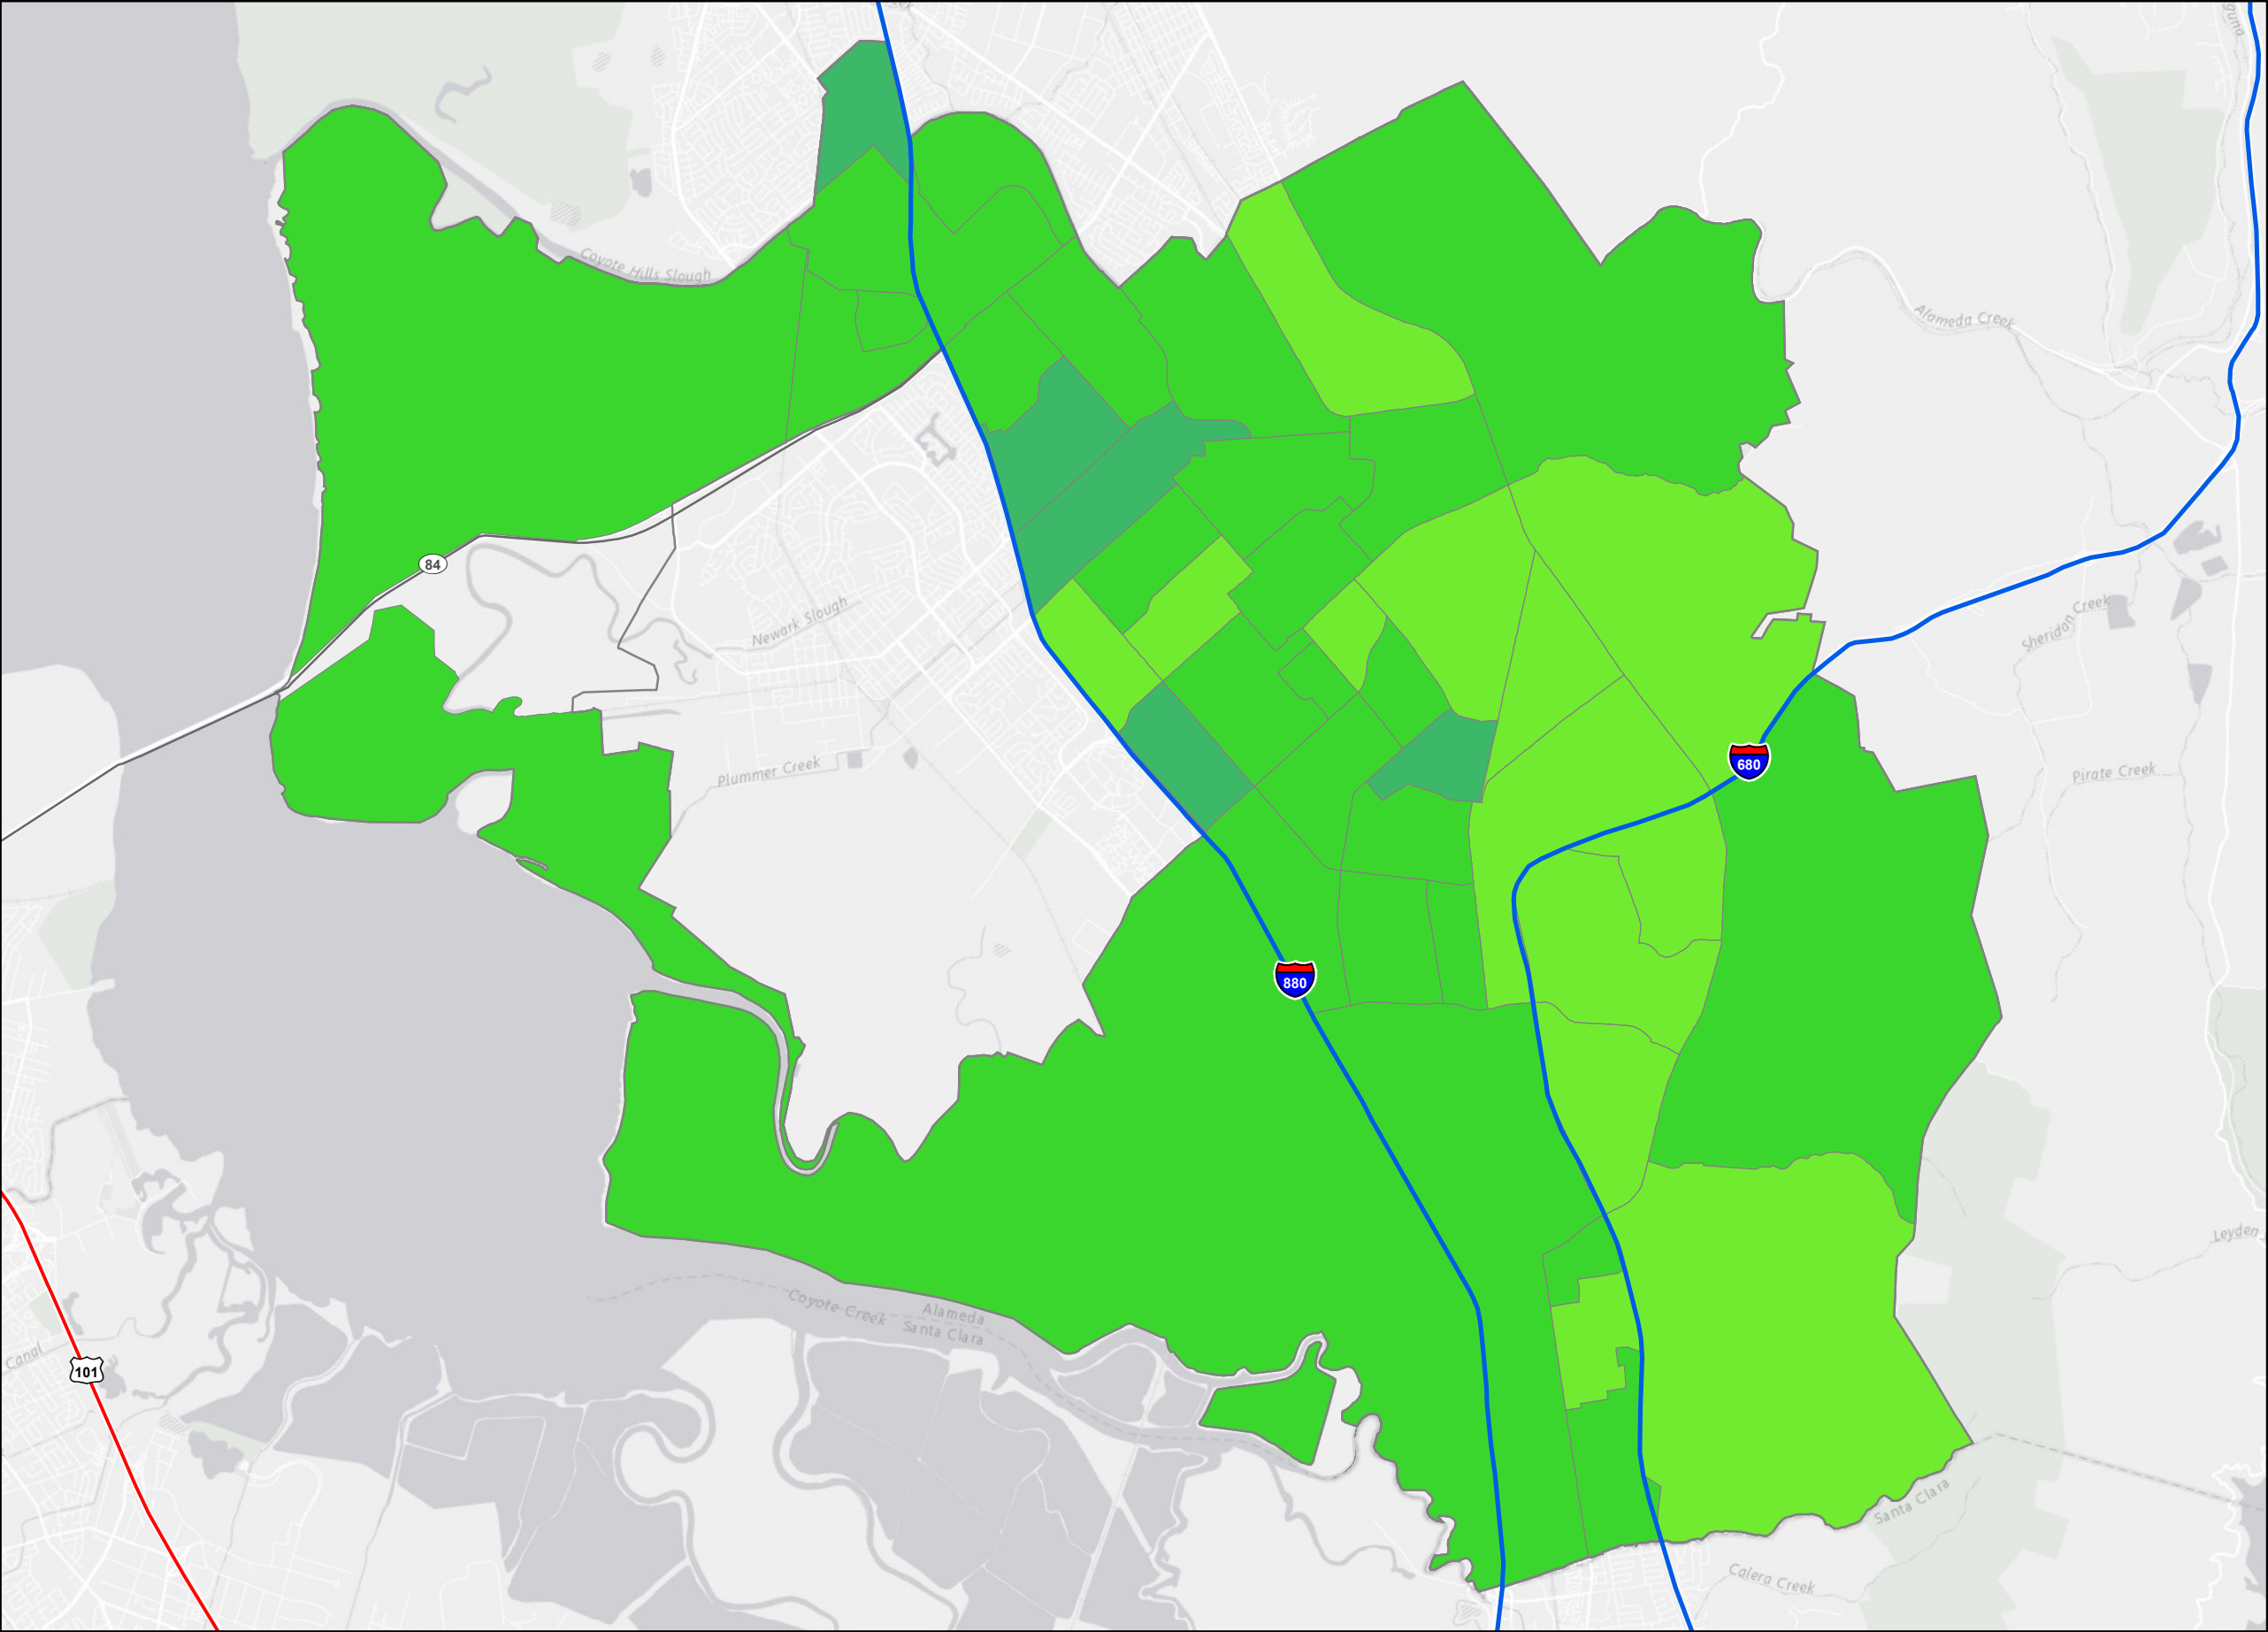 Coyote Hills Slough
Alameda Creek
84
Newark Slough
Sheridan Creek
680
Plummer Creek
Pirate Creek
880
Leyden
Coyote Creek
Alameda
Santa Clara
Canal
101
Santa Clara
Calera Creek